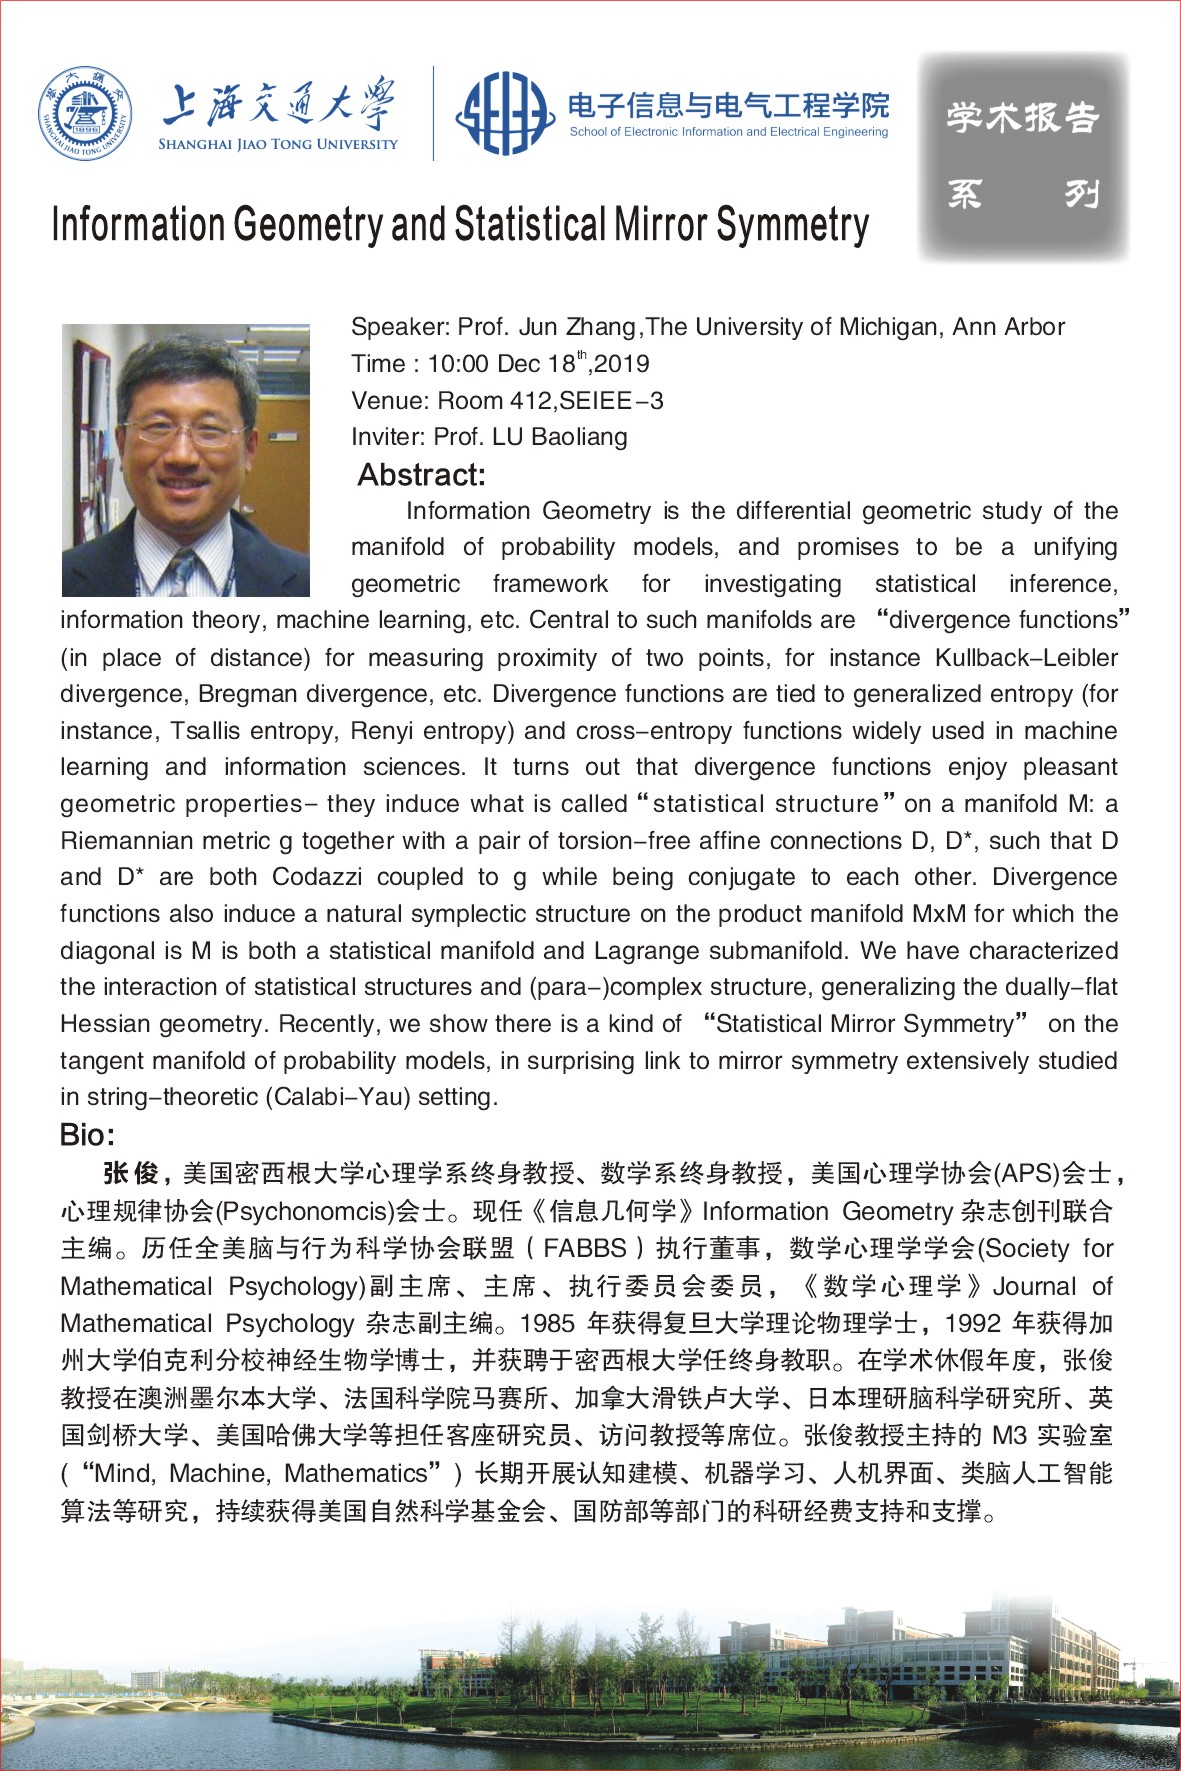 上海交通大学
SHANGHAI JIAO TONG UNIVERSITY
SHANGHAI JIAO TONG UNIVERSITY
1896
SEIEE
电子信息与电气工程学院
School of Electronic Information and Electrical Engineering
学术报告
系 列
Information Geometry and Statistical Mirror Symmetry
Speaker: Prof. Jun Zhang,The University of Michigan, Ann Arbor
Time : 10:00 Dec 18th,2019
Venue: Room 412,SEIEE-3
Inviter: Prof. LU Baoliang
Abstract:
Information Geometry is the differential geometric study of the
manifold of probability models, and promises to be a unifying
geometric framework for investigating statistical inference,
information theory, machine learning, etc. Central to such manifolds are “divergence functions”
(in place of distance) for measuring proximity of two points, for instance Kullback-Leibler
divergence, Bregman divergence, etc. Divergence functions are tied to generalized entropy (for
instance, Tsallis entropy, Renyi entropy) and cross-entropy functions widely used in machine
learning and information sciences. It turns out that divergence functions enjoy pleasant
geometric properties- they induce what is called “statistical structure” on a manifold M: a
Riemannian metric g together with a pair of torsion-free affine connections D, D*, such that D
and D* are both Codazzi coupled to g while being conjugate to each other. Divergence
functions also induce a natural symplectic structure on the product manifold MxM for which the
diagonal is M is both a statistical manifold and Lagrange submanifold. We have characterized
the interaction of statistical structures and (para-)complex structure, generalizing the dually-flat
Hessian geometry. Recently, we show there is a kind of “Statistical Mirror Symmetry” on the
tangent manifold of probability models, in surprising link to mirror symmetry extensively studied
in string-theoretic (Calabi-Yau) setting.
Bio:
张俊，美国密西根大学心理学系终身教授、数学系终身教授，美国心理学协会(APS)会士，
心理规律协会(Psychonomcis)会士。现任《信息几何学》Information Geometry 杂志创刊联合
主编。历任全美脑与行为科学协会联盟（FABBS）执行董事，数学心理学学会(Society for
Mathematical Psychology)副主席、主席、执行委员会委员，《数学心理学》Journal of
Mathematical Psychology 杂志副主编。1985 年获得复旦大学理论物理学士，1992 年获得加
州大学伯克利分校神经生物学博士，并获聘于密西根大学任终身教职。在学术休假年度，张俊
教授在澳洲墨尔本大学、法国科学院马赛所、加拿大滑铁卢大学、日本理研脑科学研究所、英
国剑桥大学、美国哈佛大学等担任客座研究员、访问教授等席位。张俊教授主持的 M3 实验室
(“Mind, Machine, Mathematics”) 长期开展认知建模、机器学习、人机界面、类脑人工智能
算法等研究，持续获得美国自然科学基金会、国防部等部门的科研经费支持和支撑。